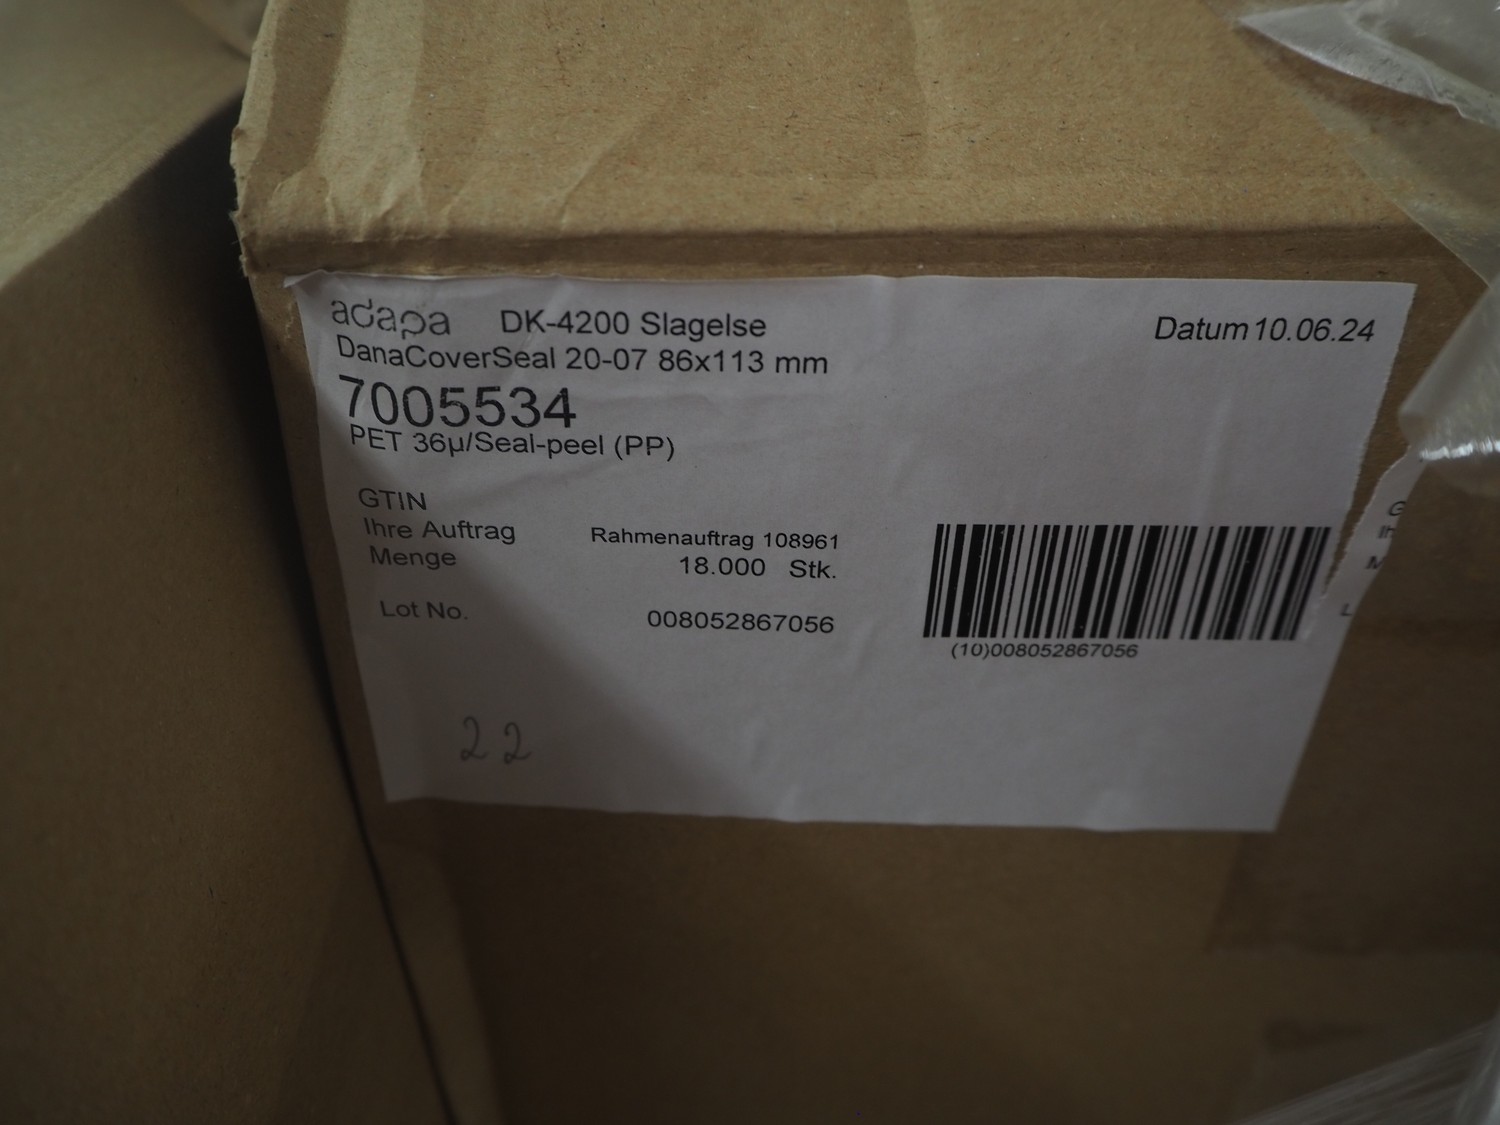 adapa DK-4200 Slagelse Datum 10.06.24
DanaCoverSeal 20-07 86x113 mm
7005534
PET 36µ/Seal-peel (PP)
GTIN
Ihre Auftrag Rahmenauftrag 108961
Menge 18.000 Stk.
Lot No. 008052867056
(10)008052867056
22